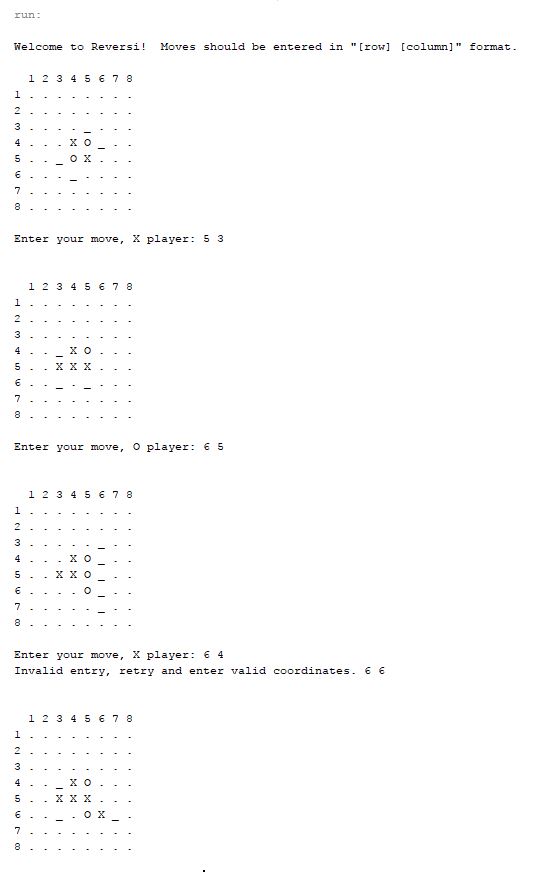 run:
Welcome to Reversi!  Moves should be entered in "[row] [column]" format.
  1 2 3 4 5 6 7 8
1 . . . . . . . .
2 . . . . . . . .
3 . . . . _ . . .
4 . . . X O _ . .
5 . . _ O X . . .
6 . . . _ . . . .
7 . . . . . . . .
8 . . . . . . . .
Enter your move, X player: 5 3
  1 2 3 4 5 6 7 8
1 . . . . . . . .
2 . . . . . . . .
3 . . . . . . . .
4 . . _ X O . . .
5 . . X X X . . .
6 . . _ . _ . . .
7 . . . . . . . .
8 . . . . . . . .
Enter your move, O player: 6 5
  1 2 3 4 5 6 7 8
1 . . . . . . . .
2 . . . . . . . .
3 . . . . . _ . .
4 . . . X O _ . .
5 . . X X O _ . .
6 . . . . O _ . .
7 . . . . . _ . .
8 . . . . . . . .
Enter your move, X player: 6 4
Invalid entry, retry and enter valid coordinates. 6 6
  1 2 3 4 5 6 7 8
1 . . . . . . . .
2 . . . . . . . .
3 . . . . . . . .
4 . . _ X O . . .
5 . . X X X . . .
6 . . _ . O X _ .
7 . . . . . . . .
8 . . . . . . . .